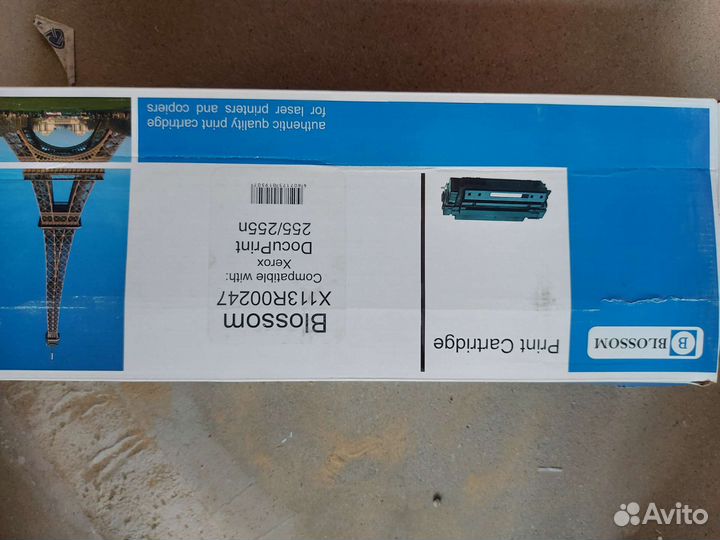 B BLOSSOM
Print Cartridge
Blossom
X113R00247
Compatible with:
Xerox
DocuPrint
255/255n
authentic quality print cartridge
for laser printers and copiers
Avito